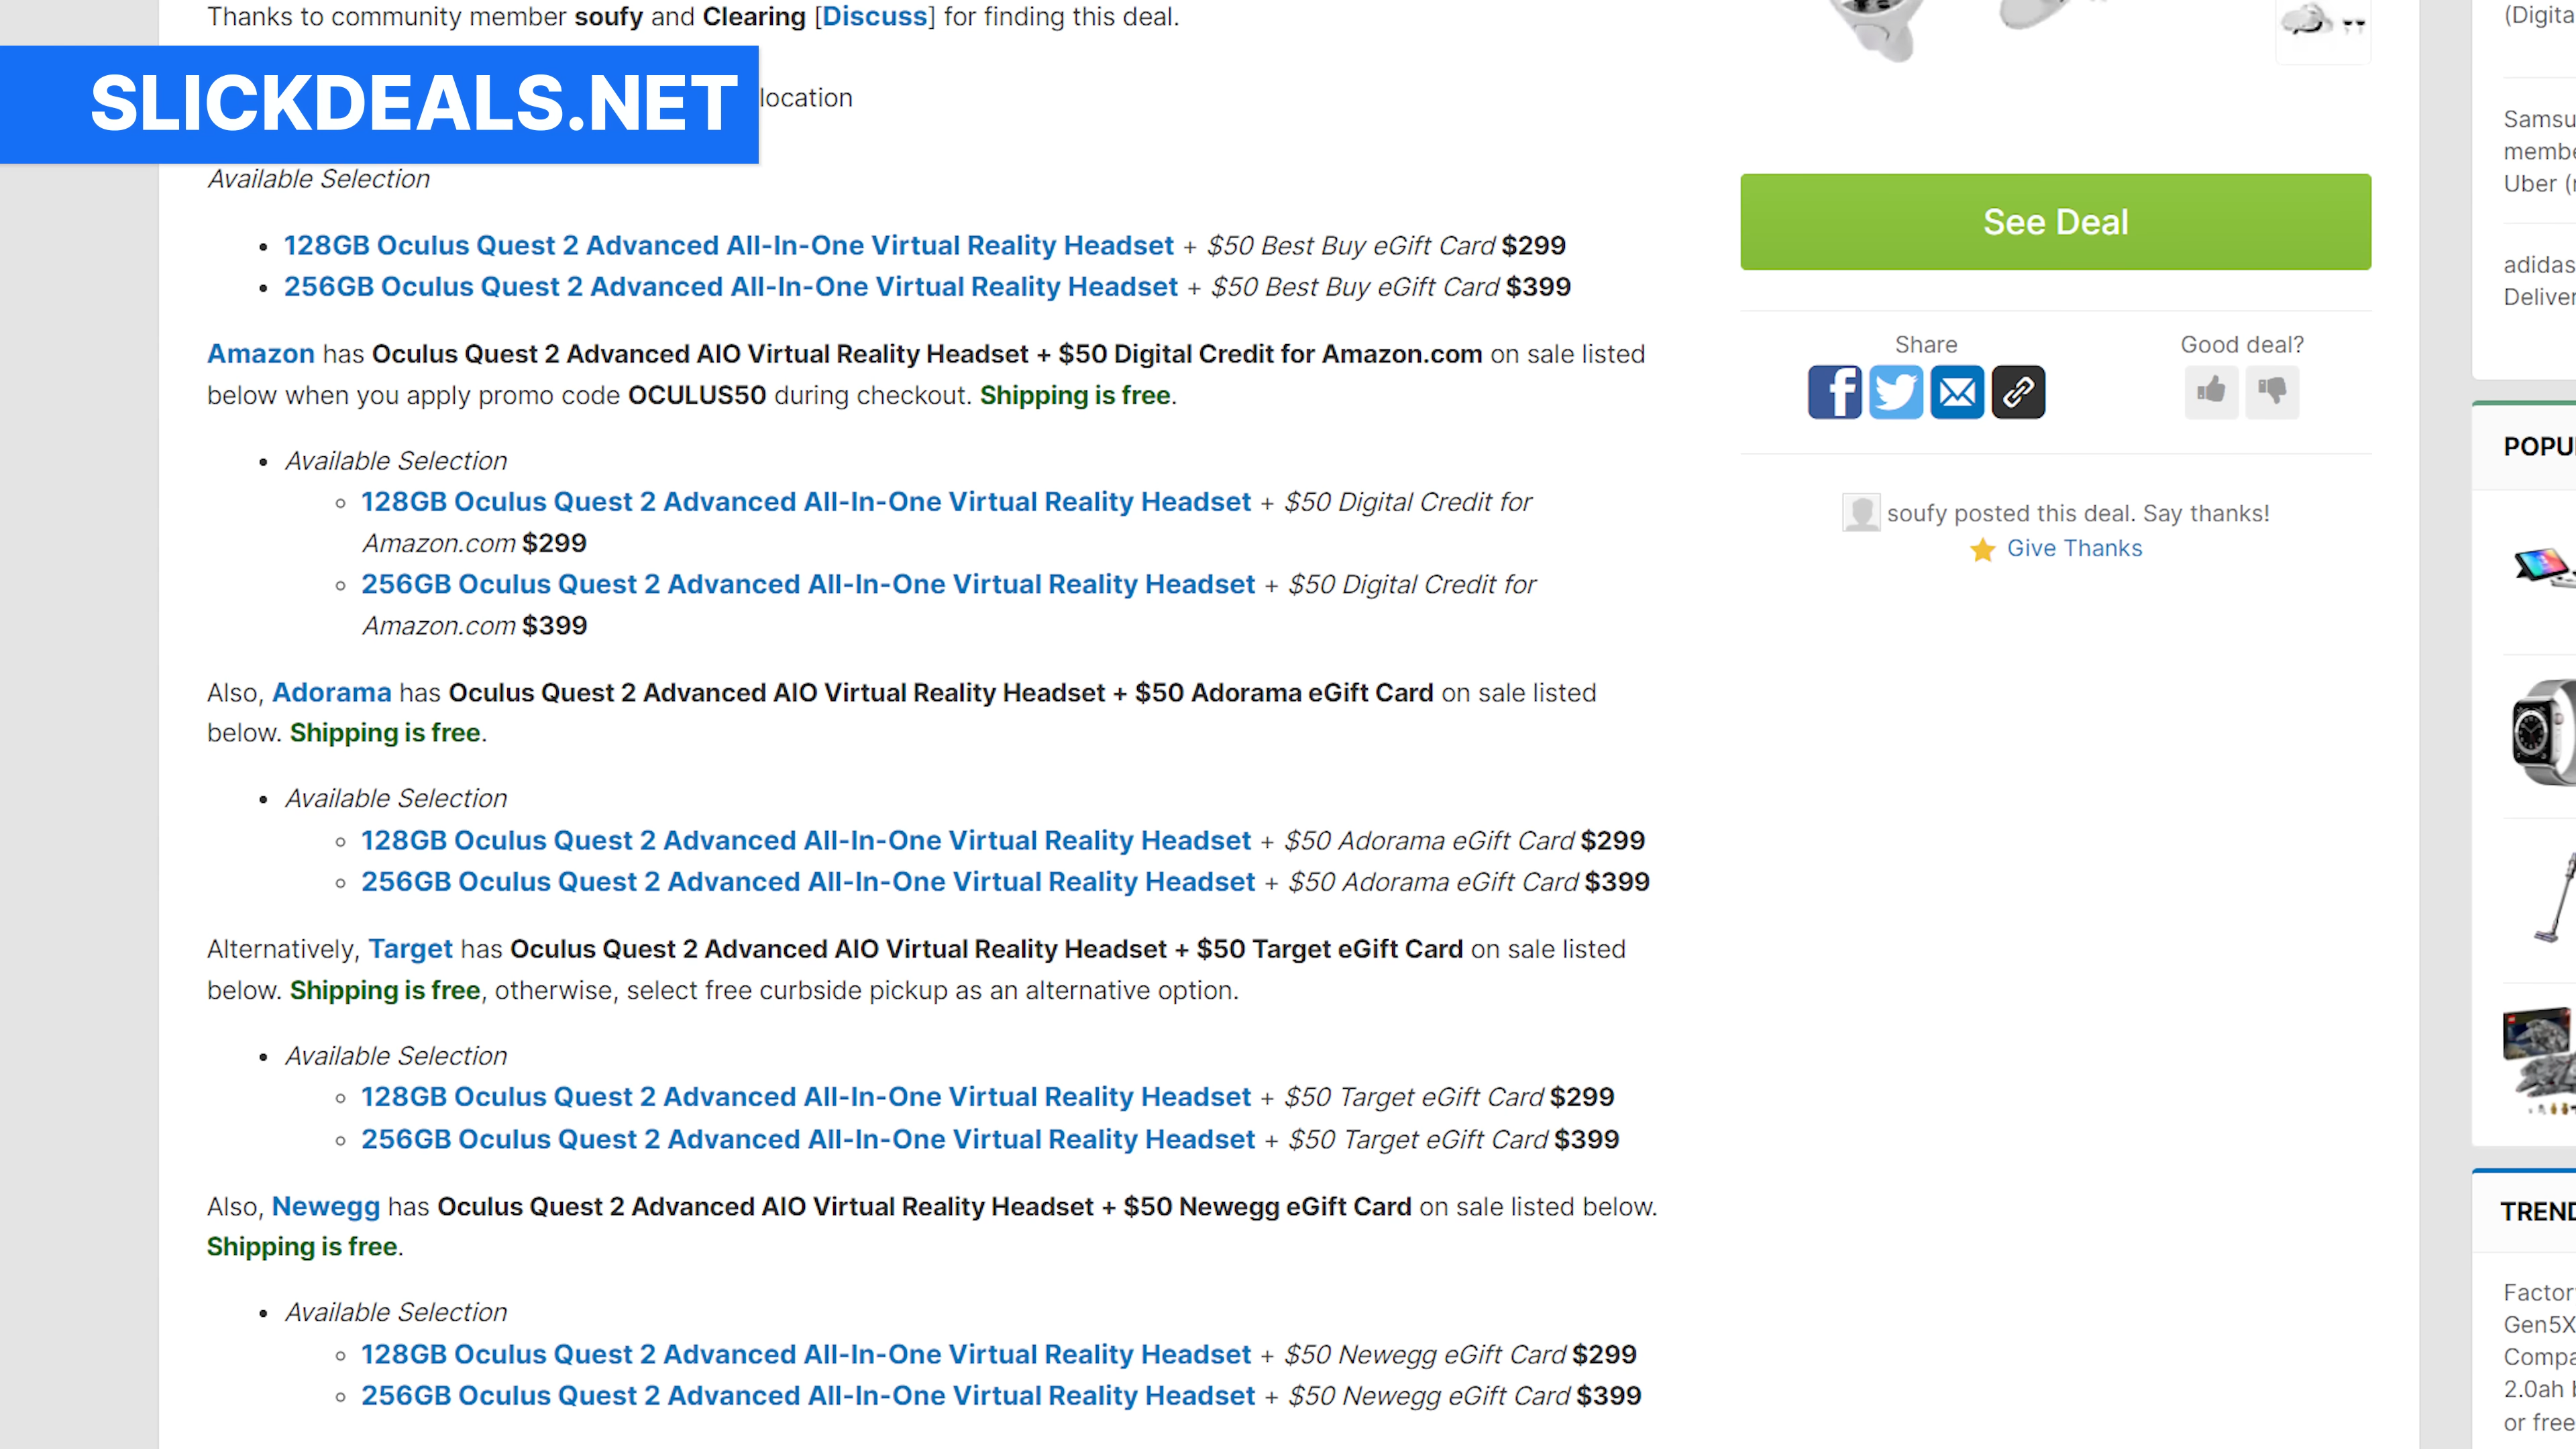 Thanks to community member soufy and Clearing [Discuss] for finding this deal.
SLICKDEALS.NET
location
Available Selection
• 128GB Oculus Quest 2 Advanced All-In-One Virtual Reality Headset + $50 Best Buy eGift Card $299
• 256GB Oculus Quest 2 Advanced All-In-One Virtual Reality Headset + $50 Best Buy eGift Card $399
Amazon has Oculus Quest 2 Advanced AIO Virtual Reality Headset + $50 Digital Credit for Amazon.com on sale listed
below when you apply promo code OCULUS50 during checkout. Shipping is free.
• Available Selection
◦ 128GB Oculus Quest 2 Advanced All-In-One Virtual Reality Headset + $50 Digital Credit for
Amazon.com $299
◦ 256GB Oculus Quest 2 Advanced All-In-One Virtual Reality Headset + $50 Digital Credit for
Amazon.com $399
Also, Adorama has Oculus Quest 2 Advanced AIO Virtual Reality Headset + $50 Adorama eGift Card on sale listed
below. Shipping is free.
• Available Selection
◦ 128GB Oculus Quest 2 Advanced All-In-One Virtual Reality Headset + $50 Adorama eGift Card $299
◦ 256GB Oculus Quest 2 Advanced All-In-One Virtual Reality Headset + $50 Adorama eGift Card $399
Alternatively, Target has Oculus Quest 2 Advanced AIO Virtual Reality Headset + $50 Target eGift Card on sale listed
below. Shipping is free, otherwise, select free curbside pickup as an alternative option.
• Available Selection
◦ 128GB Oculus Quest 2 Advanced All-In-One Virtual Reality Headset + $50 Target eGift Card $299
◦ 256GB Oculus Quest 2 Advanced All-In-One Virtual Reality Headset + $50 Target eGift Card $399
Also, Newegg has Oculus Quest 2 Advanced AIO Virtual Reality Headset + $50 Newegg eGift Card on sale listed below.
Shipping is free.
• Available Selection
◦ 128GB Oculus Quest 2 Advanced All-In-One Virtual Reality Headset + $50 Newegg eGift Card $299
◦ 256GB Oculus Quest 2 Advanced All-In-One Virtual Reality Headset + $50 Newegg eGift Card $399
See Deal
Share
Good deal?
soufy posted this deal. Say thanks!
Give Thanks
(Digita
Samsu
membe
Uber (
adidas
Deliver
POPU
TREND
Factor
Gen5X
Compa
2.0ah
or free